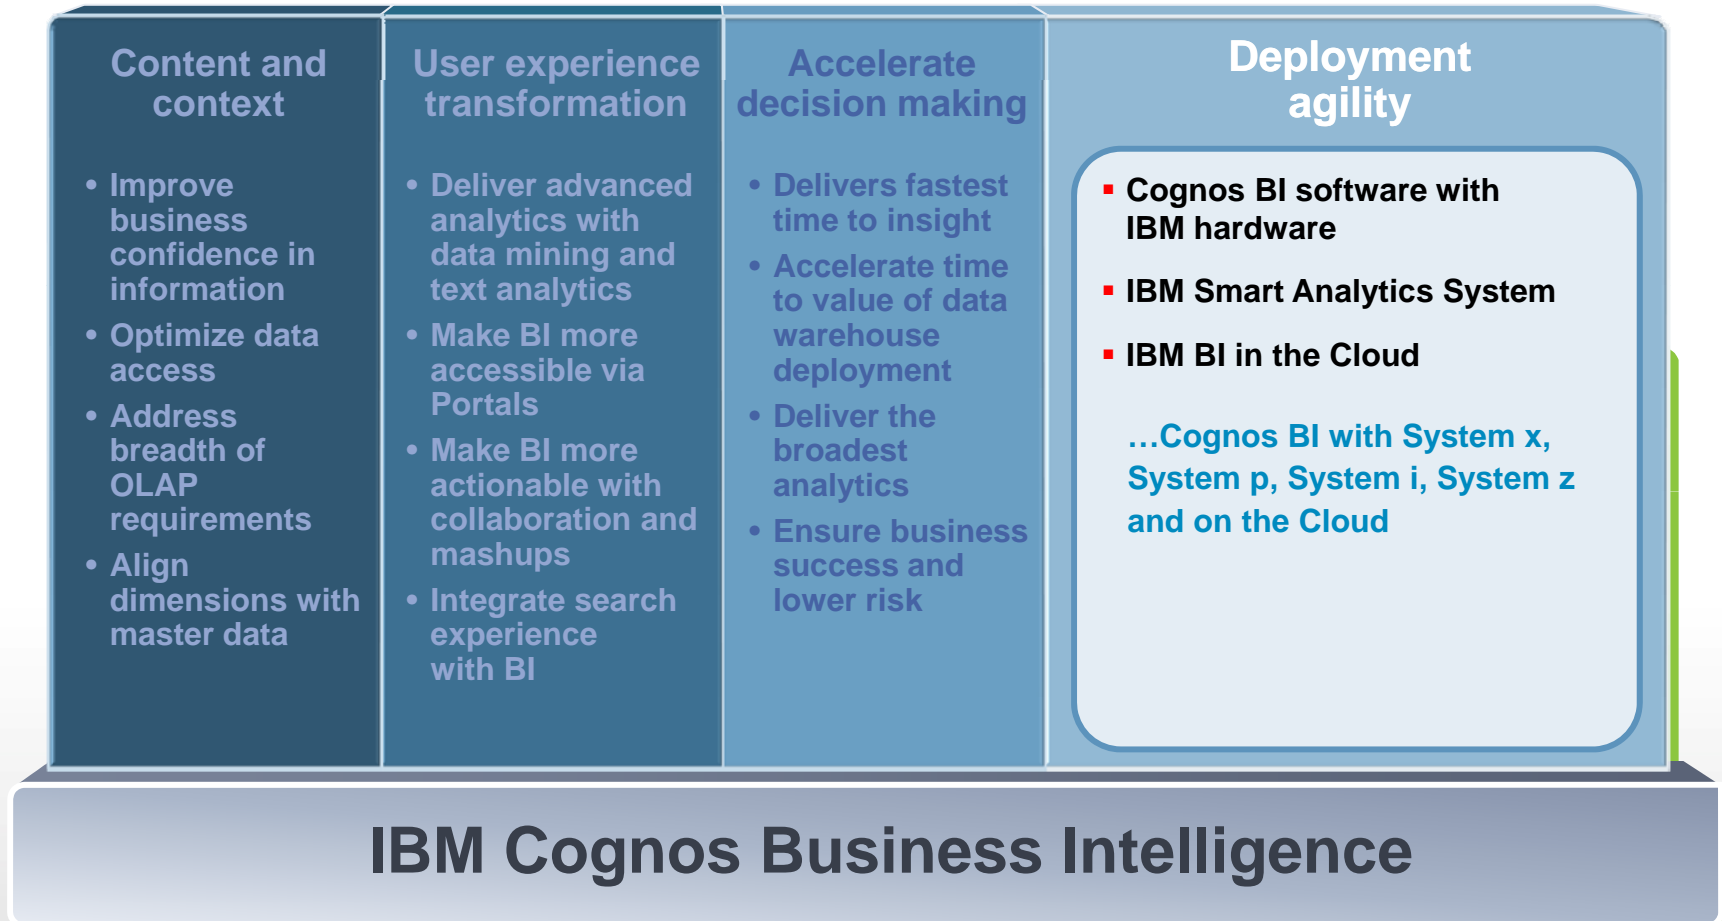 Content and
context
• Improve
business
confidence in
information
• Optimize data
access
• Address
breadth of
OLAP
requirements
• Align
dimensions with
master data
User experience
transformation
• Deliver advanced
analytics with
data mining and
text analytics
• Make BI more
accessible via
Portals
• Make BI more
actionable with
collaboration and
mashups
• Integrate search
experience
with BI
Accelerate
decision making
• Delivers fastest
time to insight
• Accelerate time
to value of data
warehouse
deployment
• Deliver the
broadest
analytics
• Ensure business
success and
lower risk
Deployment
agility
▪ Cognos BI software with
IBM hardware
▪ IBM Smart Analytics System
▪ IBM BI in the Cloud
…Cognos BI with System x,
System p, System i, System z
and on the Cloud
IBM Cognos Business Intelligence